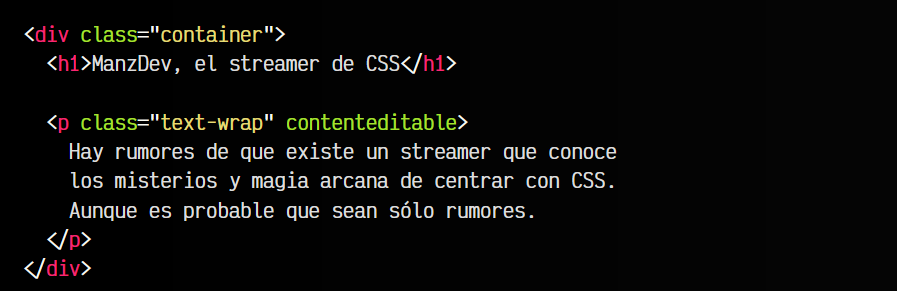 <div class="container">
<h1>ManzDev, el streamer de CSS</h1>
<p class="text-wrap" contenteditable>
Hay rumores de que existe un streamer que conoce
los misterios y magia arcana de centrar con CSS.
Aunque es probable que sean sólo rumores.
</p>
</div>